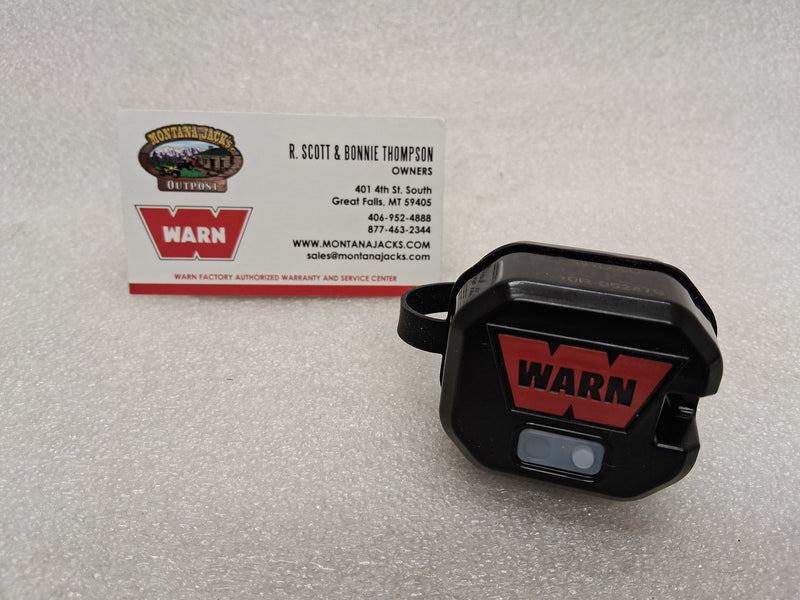 MONTANA JACK'S
OUTPOST
WARN
R. SCOTT & BONNIE THOMPSON
OWNERS
401 4th St. South
Great Falls, MT 59405
406-952-4888
877-463-2344
WWW.MONTANAJACKS.COM
sales@montanajacks.com
WARN FACTORY AUTHORIZED WARRANTY AND SERVICE CENTER
WARN